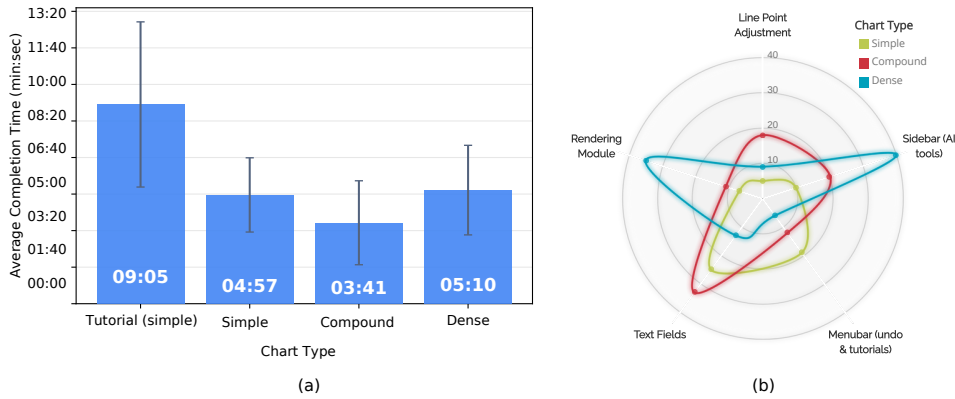 Average Completion Time (min:sec)
13:20
11:40
10:00
08:20
06:40
05:00
03:20
01:40
00:00
09:05
04:57
03:41
05:10
Tutorial (simple)
Simple
Compound
Dense
Chart Type
(a)
Line Point
Adjustment
Chart Type
Simple
Compound
Dense
40
30
20
10
Rendering
Module
Sidebar (AI
tools)
Text Fields
Menubar (undo
& tutorials)
(b)